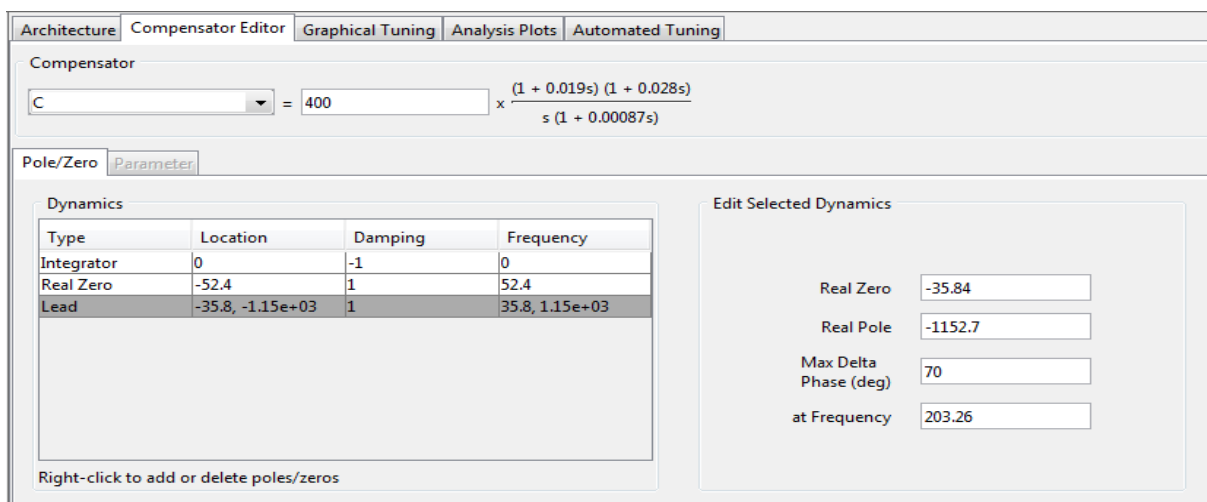 Architecture Compensator Editor Graphical Tuning Analysis Plots Automated Tuning
Compensator
C = 400 x (1 + 0.019s) (1 + 0.028s)
s (1 + 0.00087s)
Pole/Zero Parameter
Dynamics
Type Location Damping Frequency
Integrator 0 -1 0
Real Zero -52.4 1 52.4
Lead -35.8, -1.15e+03 1 35.8, 1.15e+03
Right-click to add or delete poles/zeros
Edit Selected Dynamics
Real Zero -35.84
Real Pole -1152.7
Max Delta
Phase (deg) 70
at Frequency 203.26